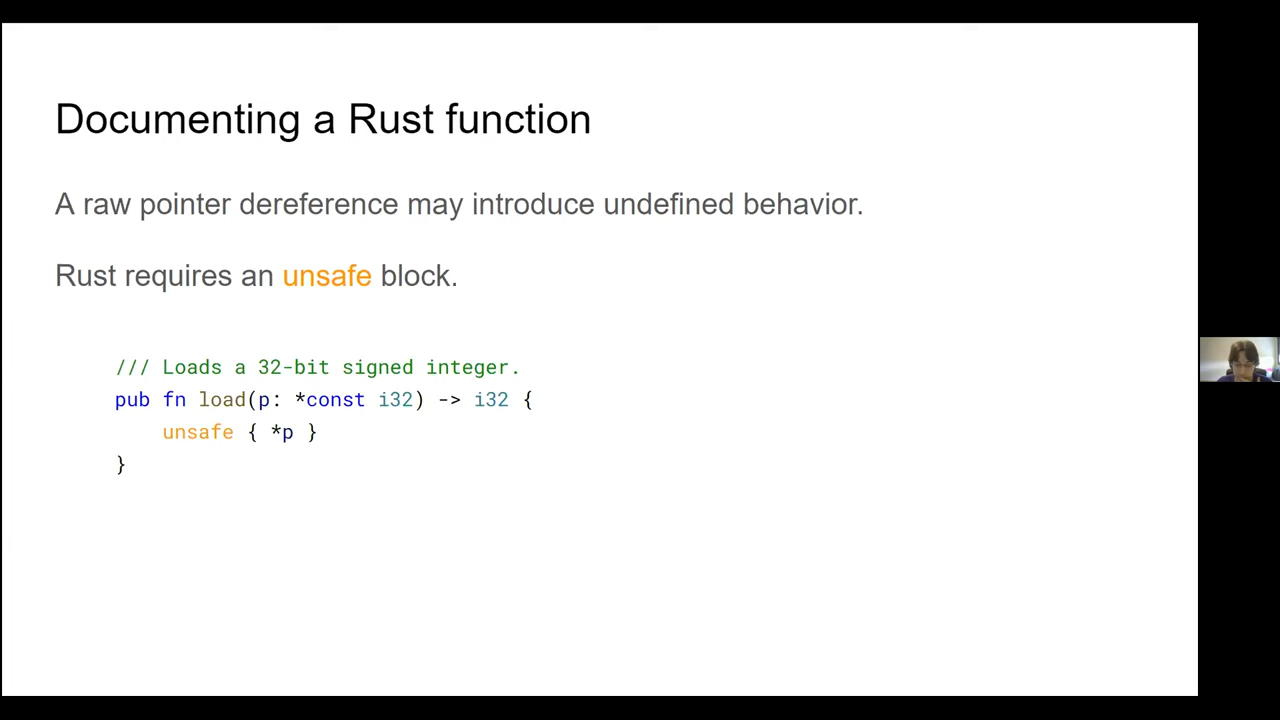 Documenting a Rust function
A raw pointer dereference may introduce undefined behavior.
Rust requires an unsafe block.
/// Loads a 32-bit signed integer.
pub fn load(p: *const i32) -> i32 {
    unsafe { *p }
}